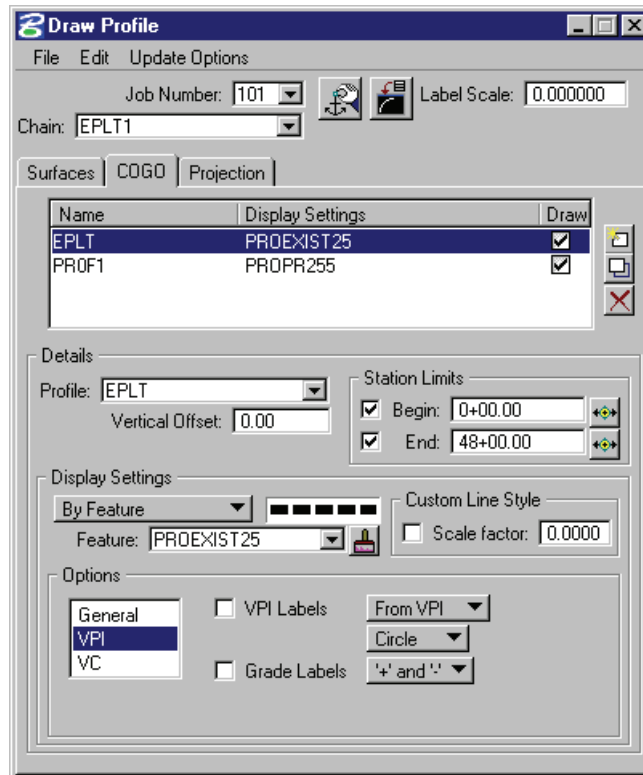 Draw Profile
File Edit Update Options
Job Number: 101 Label Scale: 0.000000
Chain: EPLT1
Surfaces COGO Projection
Name Display Settings Draw
EPLT PROEXIST25
PROF1 PROPR255
Details
Profile: EPLT
Vertical Offset: 0.00
Station Limits
Begin: 0+00.00
End: 48+00.00
Display Settings
By Feature
Feature: PROEXIST25
Custom Line Style
Scale factor: 0.0000
Options
General
VPI
VC
VPI Labels From VPI
Circle
Grade Labels '+' and '-'